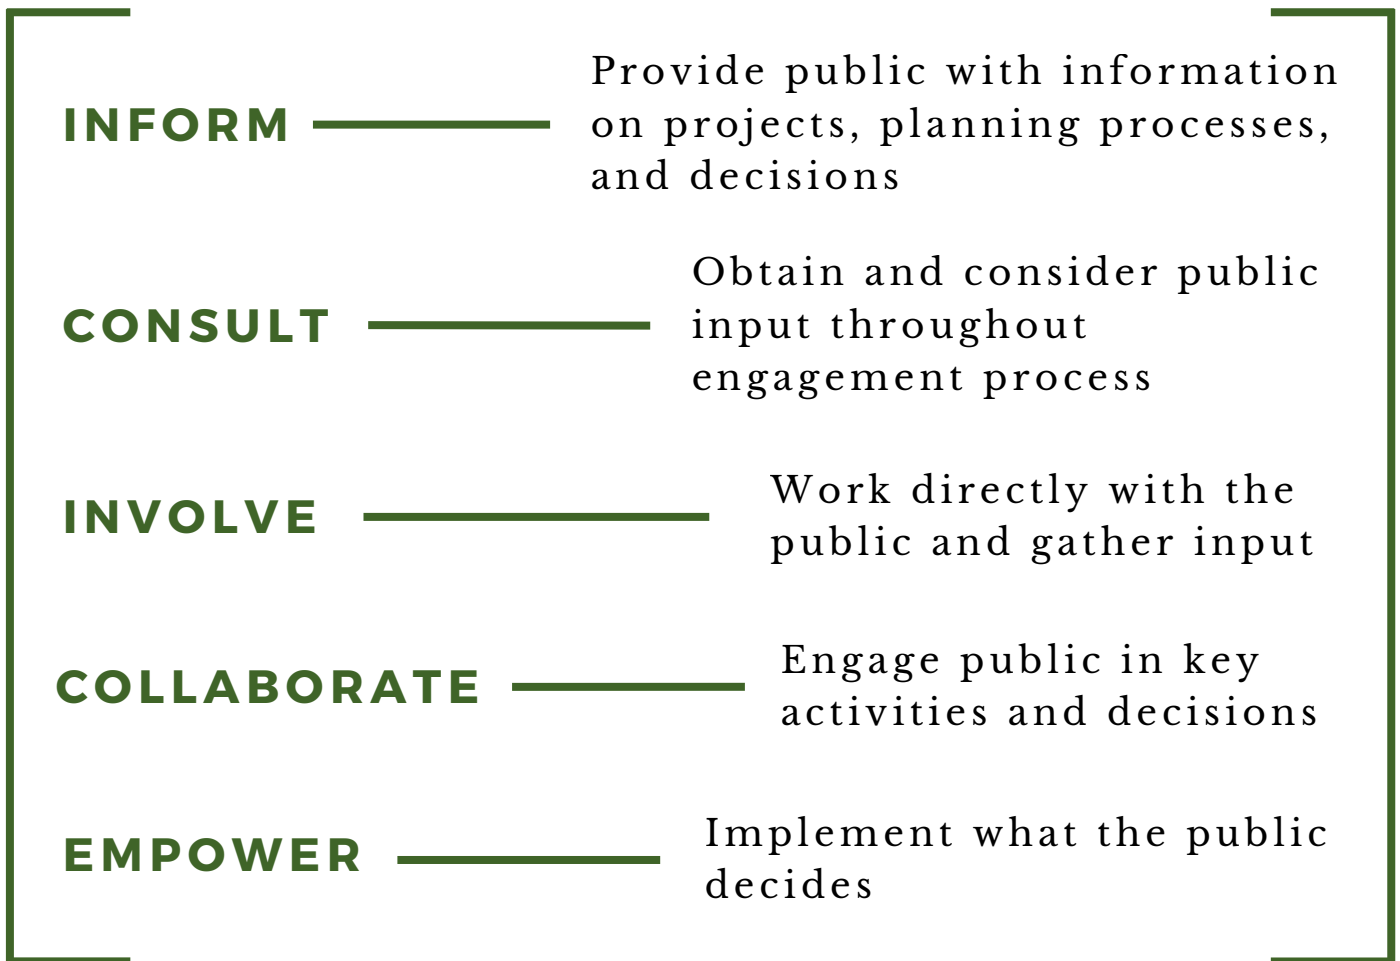 INFORM
Provide public with information
on projects, planning processes,
and decisions
CONSULT
Obtain and consider public
input throughout
engagement process
INVOLVE
Work directly with the
public and gather input
COLLABORATE
Engage public in key
activities and decisions
EMPOWER
Implement what the public
decides